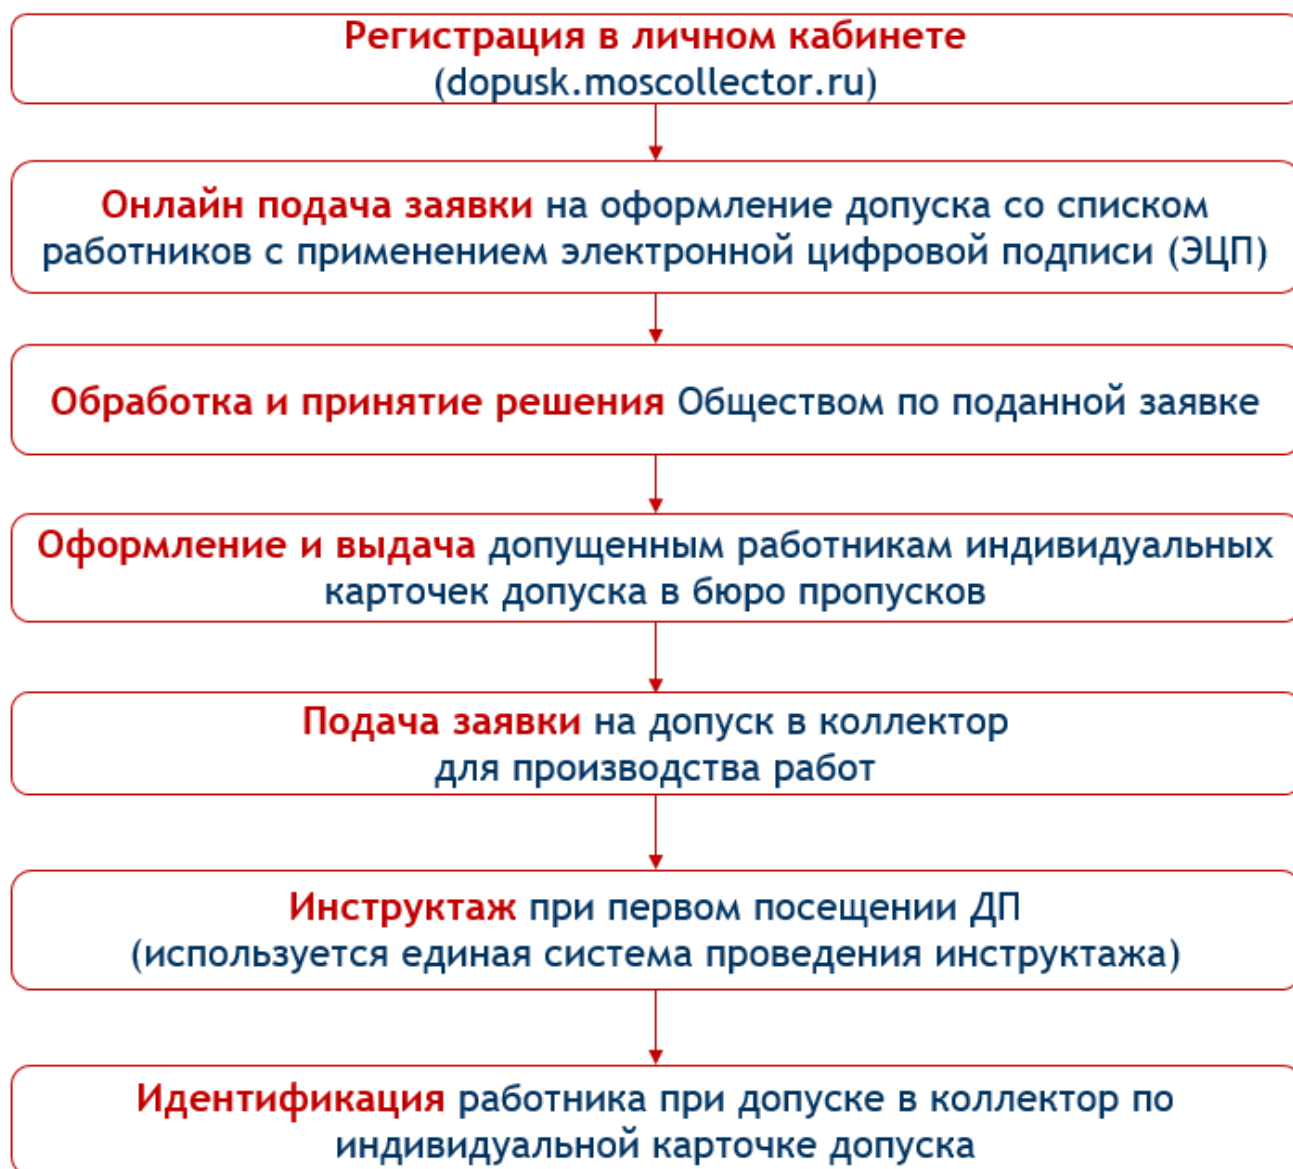 Регистрация в личном кабинете
(dopusk.moscollector.ru)
Онлайн подача заявки на оформление допуска со списком
работников с применением электронной цифровой подписи (ЭЦП)
Обработка и принятие решения Обществом по поданной заявке
Оформление и выдача допущенным работникам индивидуальных
карточек допуска в бюро пропусков
Подача заявки на допуск в коллектор
для производства работ
Инструктаж при первом посещении ДП
(используется единая система проведения инструктажа)
Идентификация работника при допуске в коллектор по
индивидуальной карточке допуска